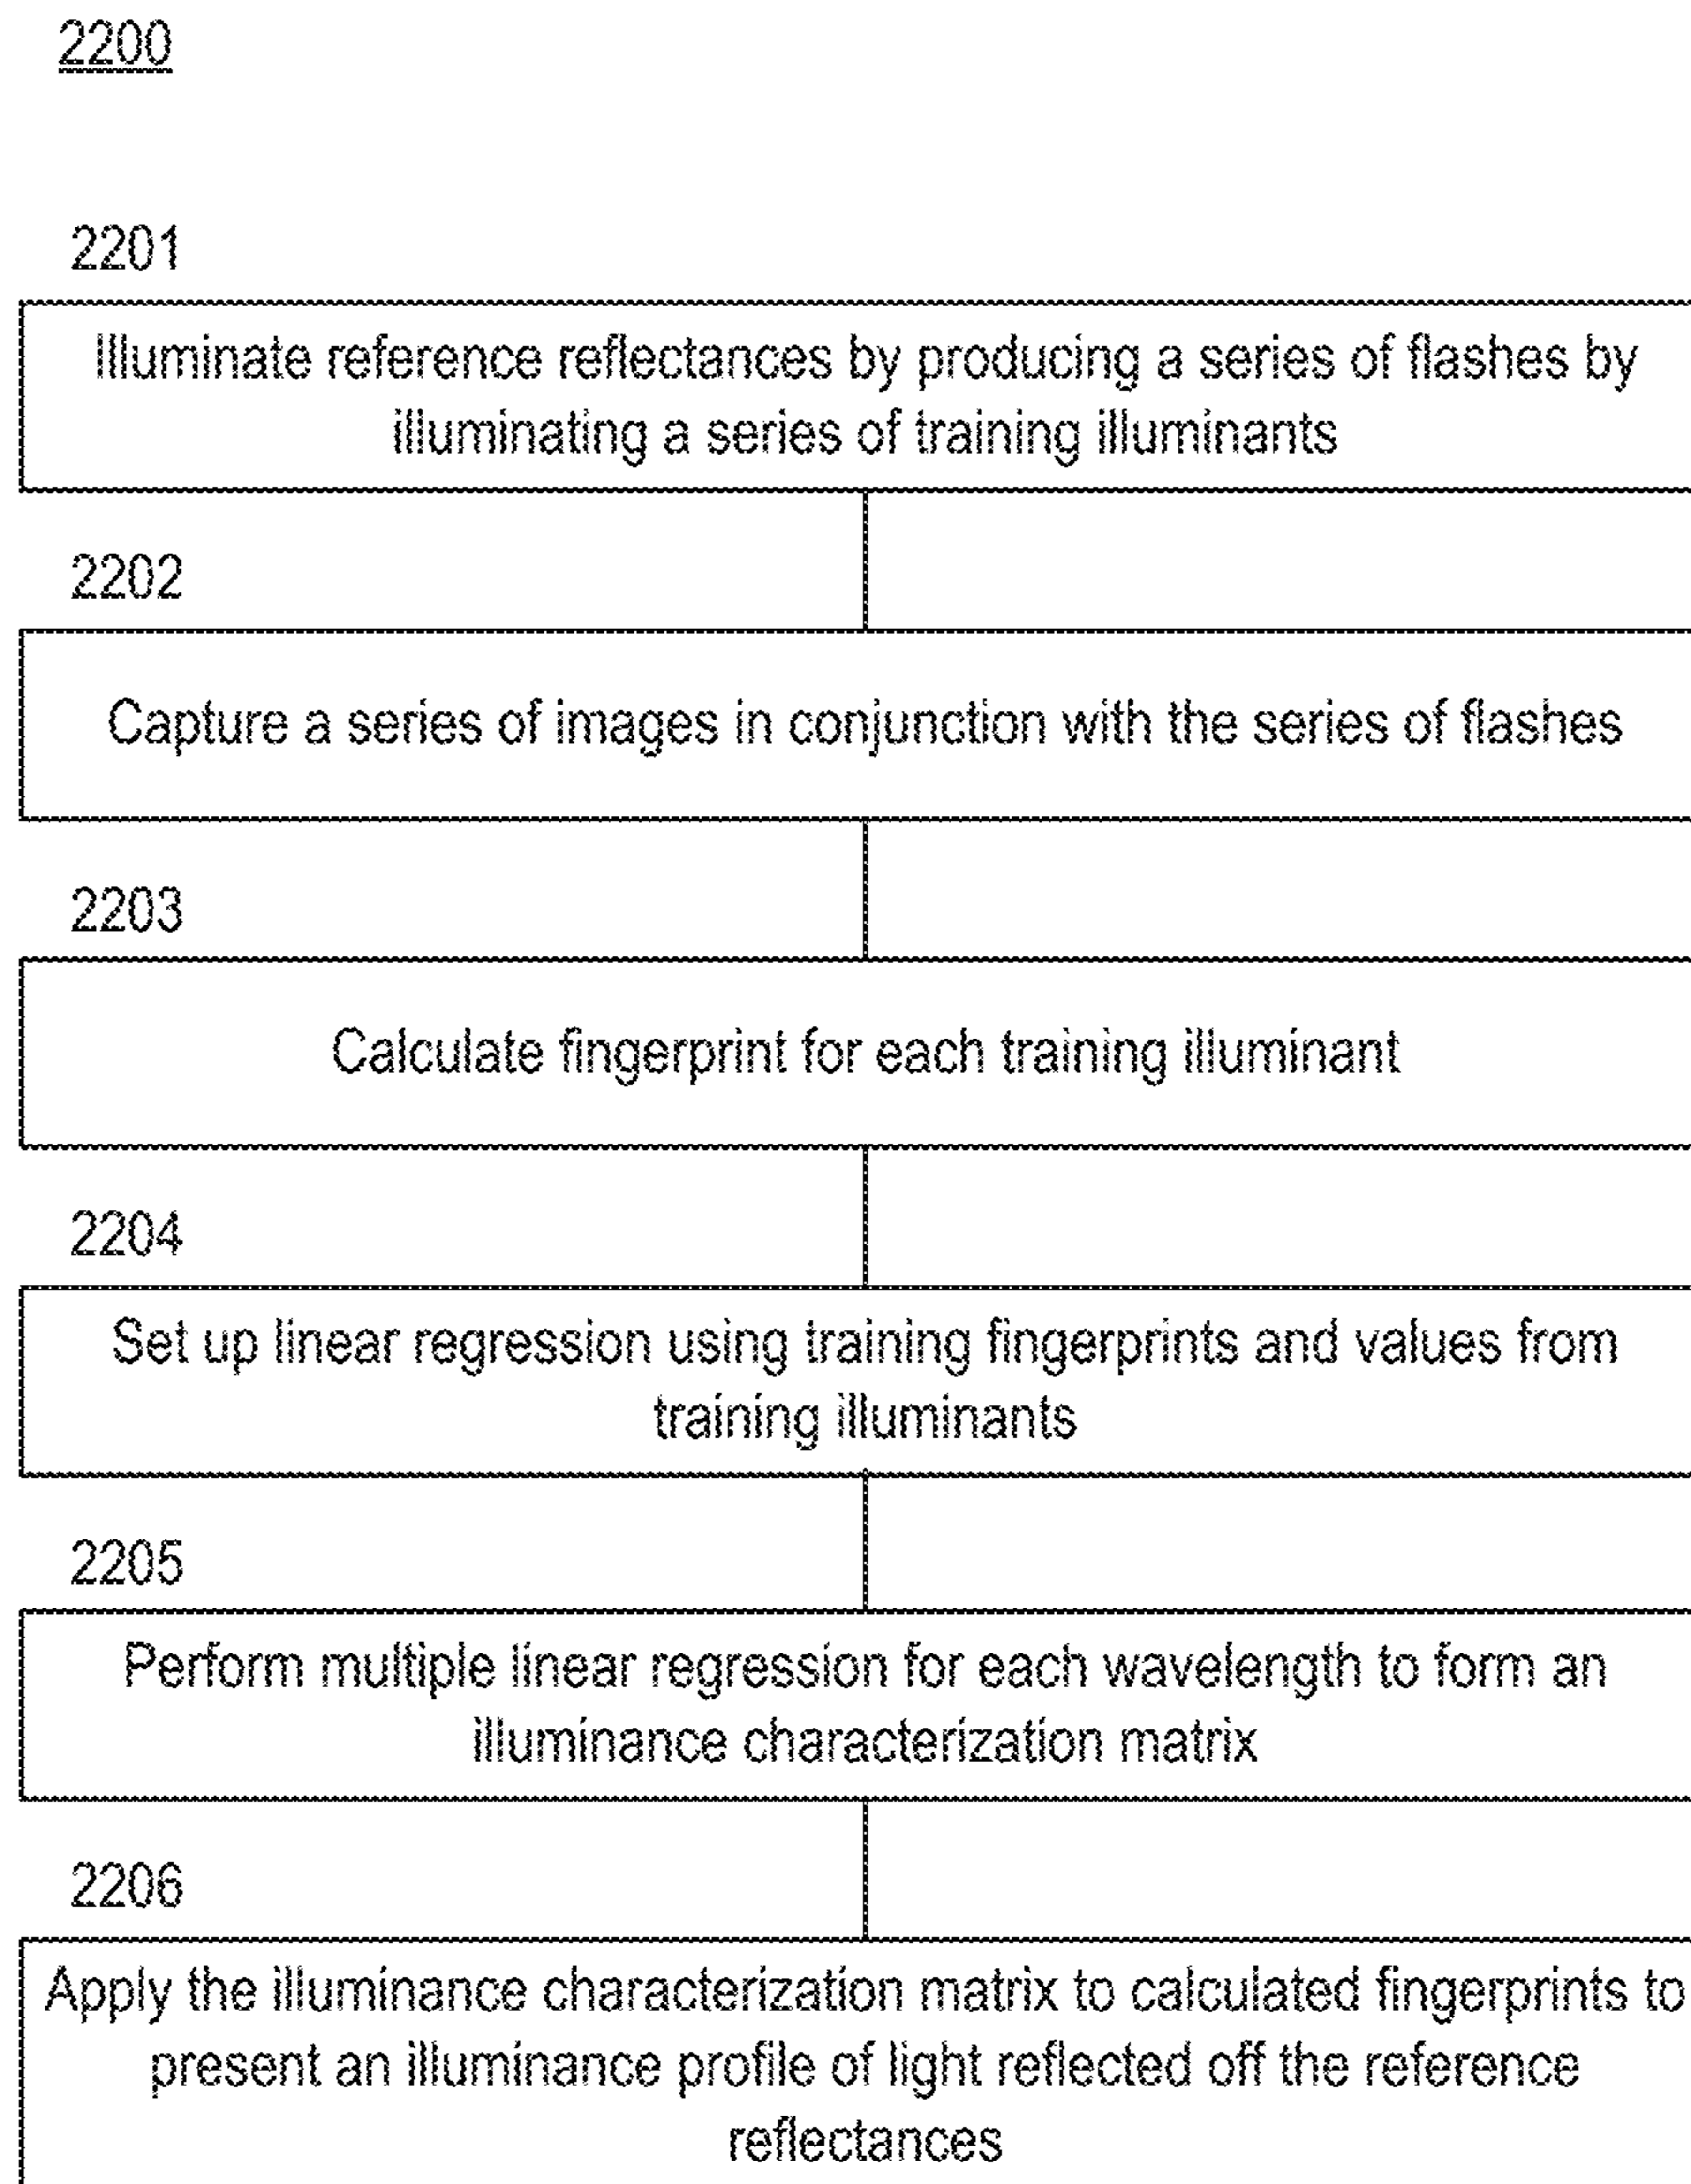 2200
2201
Illuminate reference reflectances by producing a series of flashes by
illuminating a series of training illuminants
2202
Capture a series of images in conjunction with the series of flashes
2203
Calculate fingerprint for each training illuminant
2204
Set up linear regression using training fingerprints and values from
training illuminants
2205
Perform multiple linear regression for each wavelength to form an
illuminance characterization matrix
2206
Apply the illuminance characterization matrix to calculated fingerprints to
present an illuminance profile of light reflected off the reference
reflectances